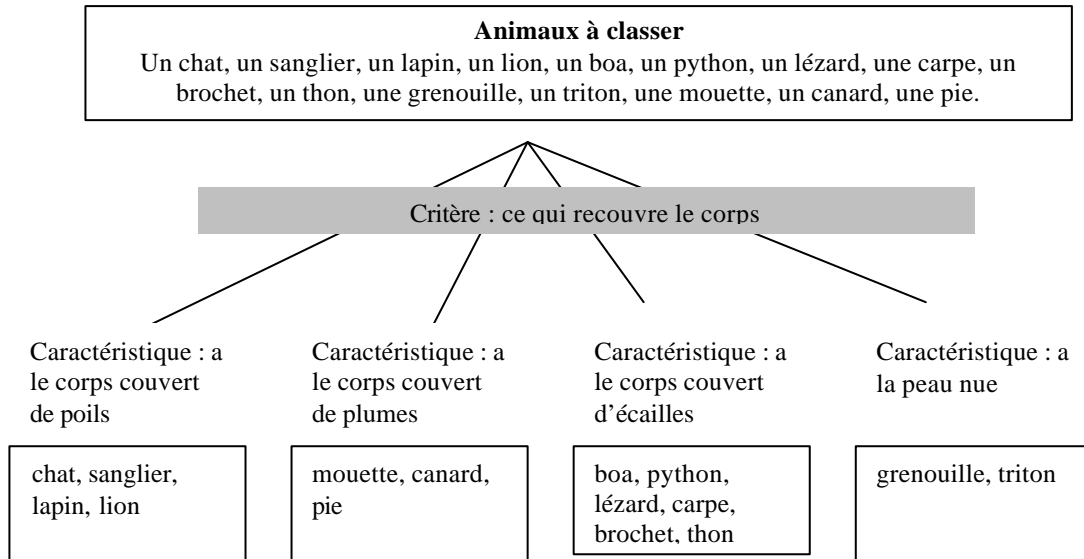 Animaux à classer
Un chat, un sanglier, un lapin, un lion, un boa, un python, un lézard, une carpe, un
brochet, un thon, une grenouille, un triton, une mouette, un canard, une pie.
Critère : ce qui recouvre le corps
Caractéristique : a
le corps couvert
de poils
Caractéristique : a
le corps couvert
de plumes
Caractéristique : a
le corps couvert
d’écailles
Caractéristique : a
la peau nue
chat, sanglier,
lapin, lion
mouette, canard,
pie
boa, python,
lézard, carpe,
brochet, thon
grenouille, triton